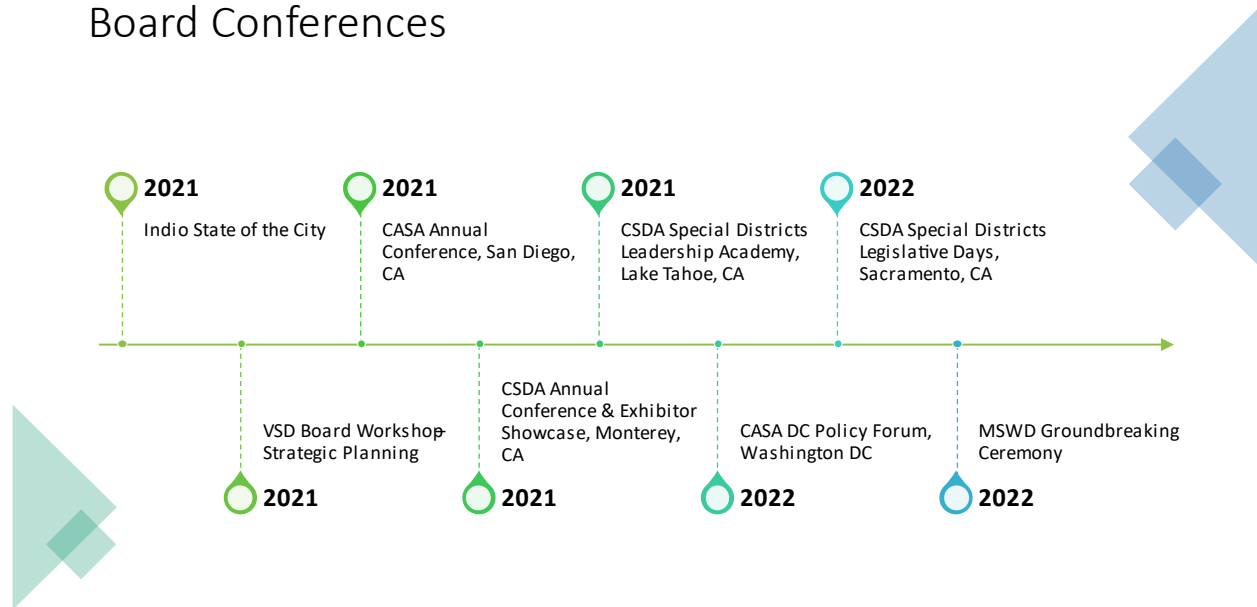 Board Conferences
2021
Indio State of the City
2021
CASA Annual
Conference, San Diego,
CA
2021
CSDA Special Districts
Leadership Academy,
Lake Tahoe, CA
2022
CSDA Special Districts
Legislative Days,
Sacramento, CA
VSD Board Workshop–
Strategic Planning
2021
CSDA Annual
Conference & Exhibitor
Showcase, Monterey,
CA
2021
CASA DC Policy Forum,
Washington DC
2022
MSWD Groundbreaking
Ceremony
2022